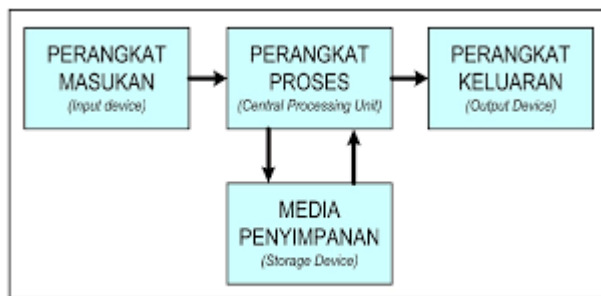 PERANGKAT
MASUKAN
(Input device)
PERANGKAT
PROSES
(Central Processing Unit)
PERANGKAT
KELUARAN
(Output Device)
MEDIA
PENYIMPANAN
(Storage Device)